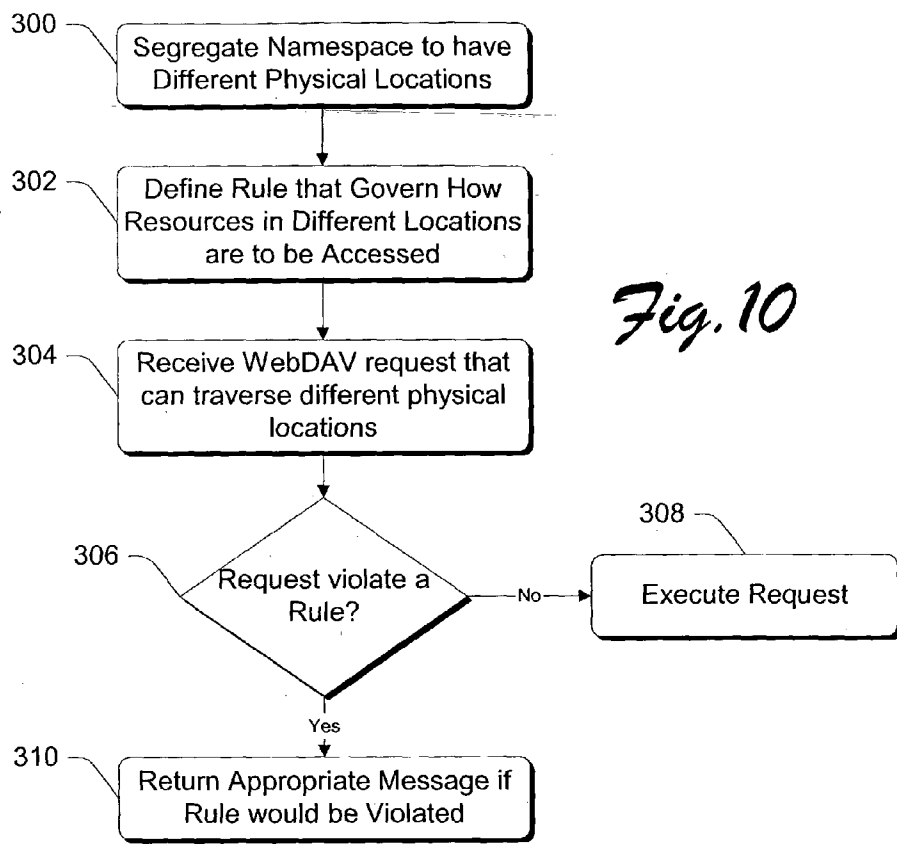 300
Segregate Namespace to have
Different Physical Locations
302
Define Rule that Govern How
Resources in Different Locations
are to be Accessed
Fig. 10
304
Receive WebDAV request that
can traverse different physical
locations
306
Request violate a
Rule?
No
308
Execute Request
Yes
310
Return Appropriate Message if
Rule would be Violated